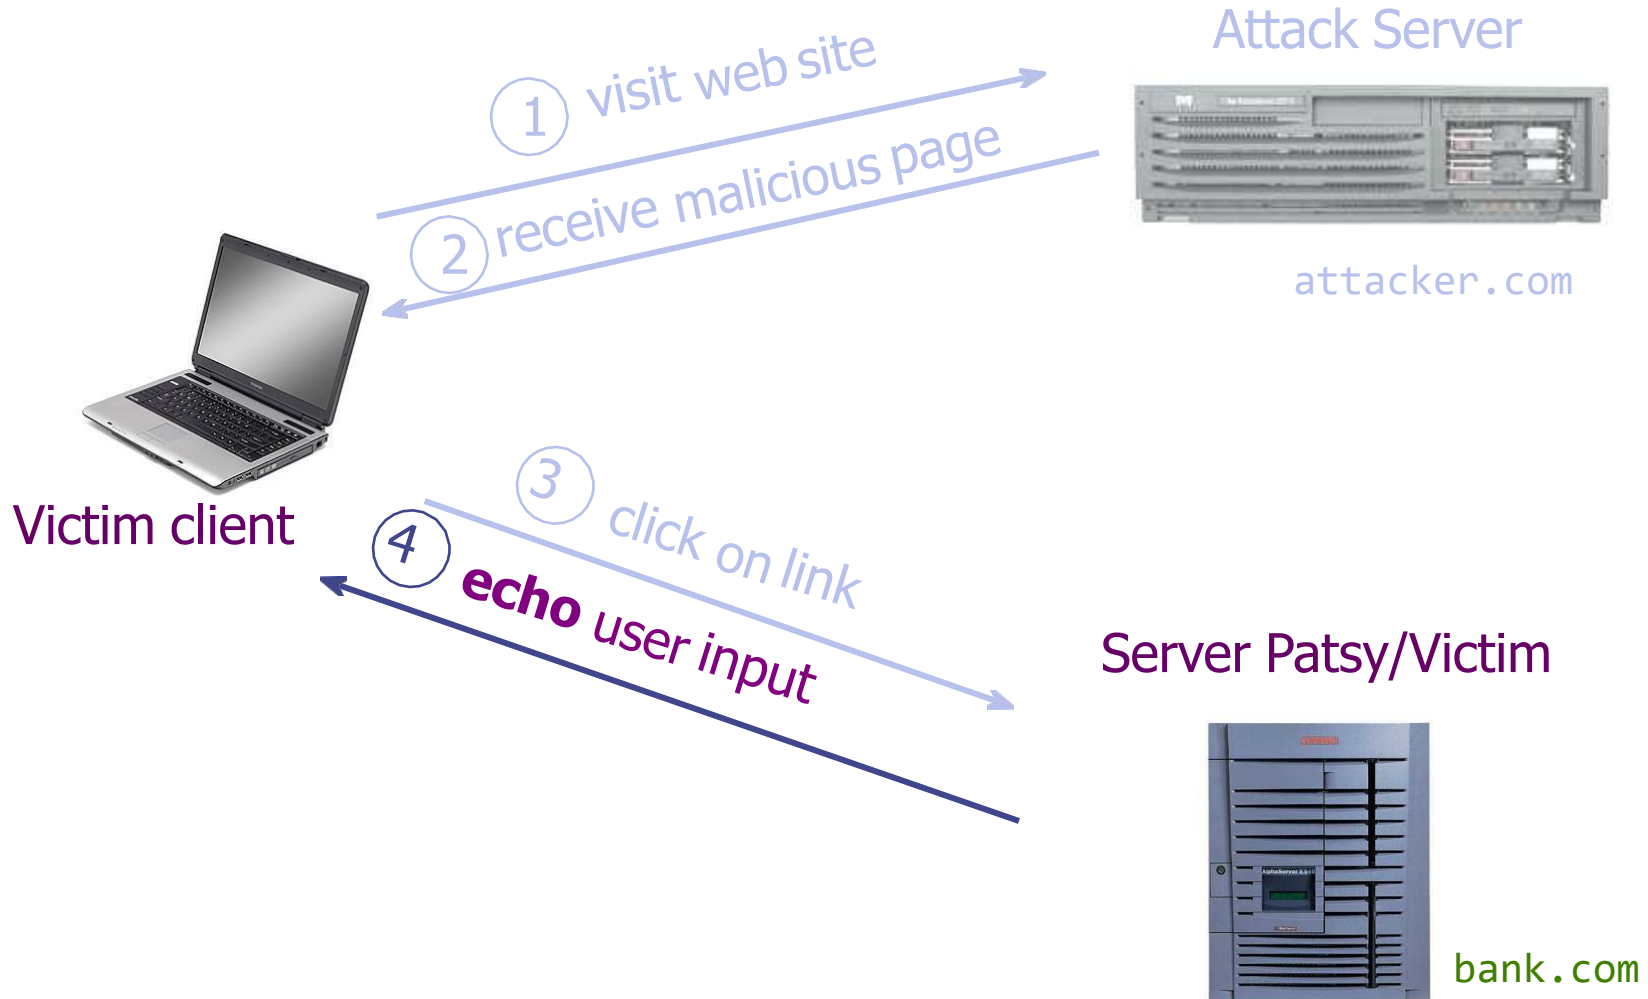 Attack Server
1 visit web site
2 receive malicious page
attacker.com
Victim client
3 click on link
4 echo user input
Server Patsy/Victim
bank.com